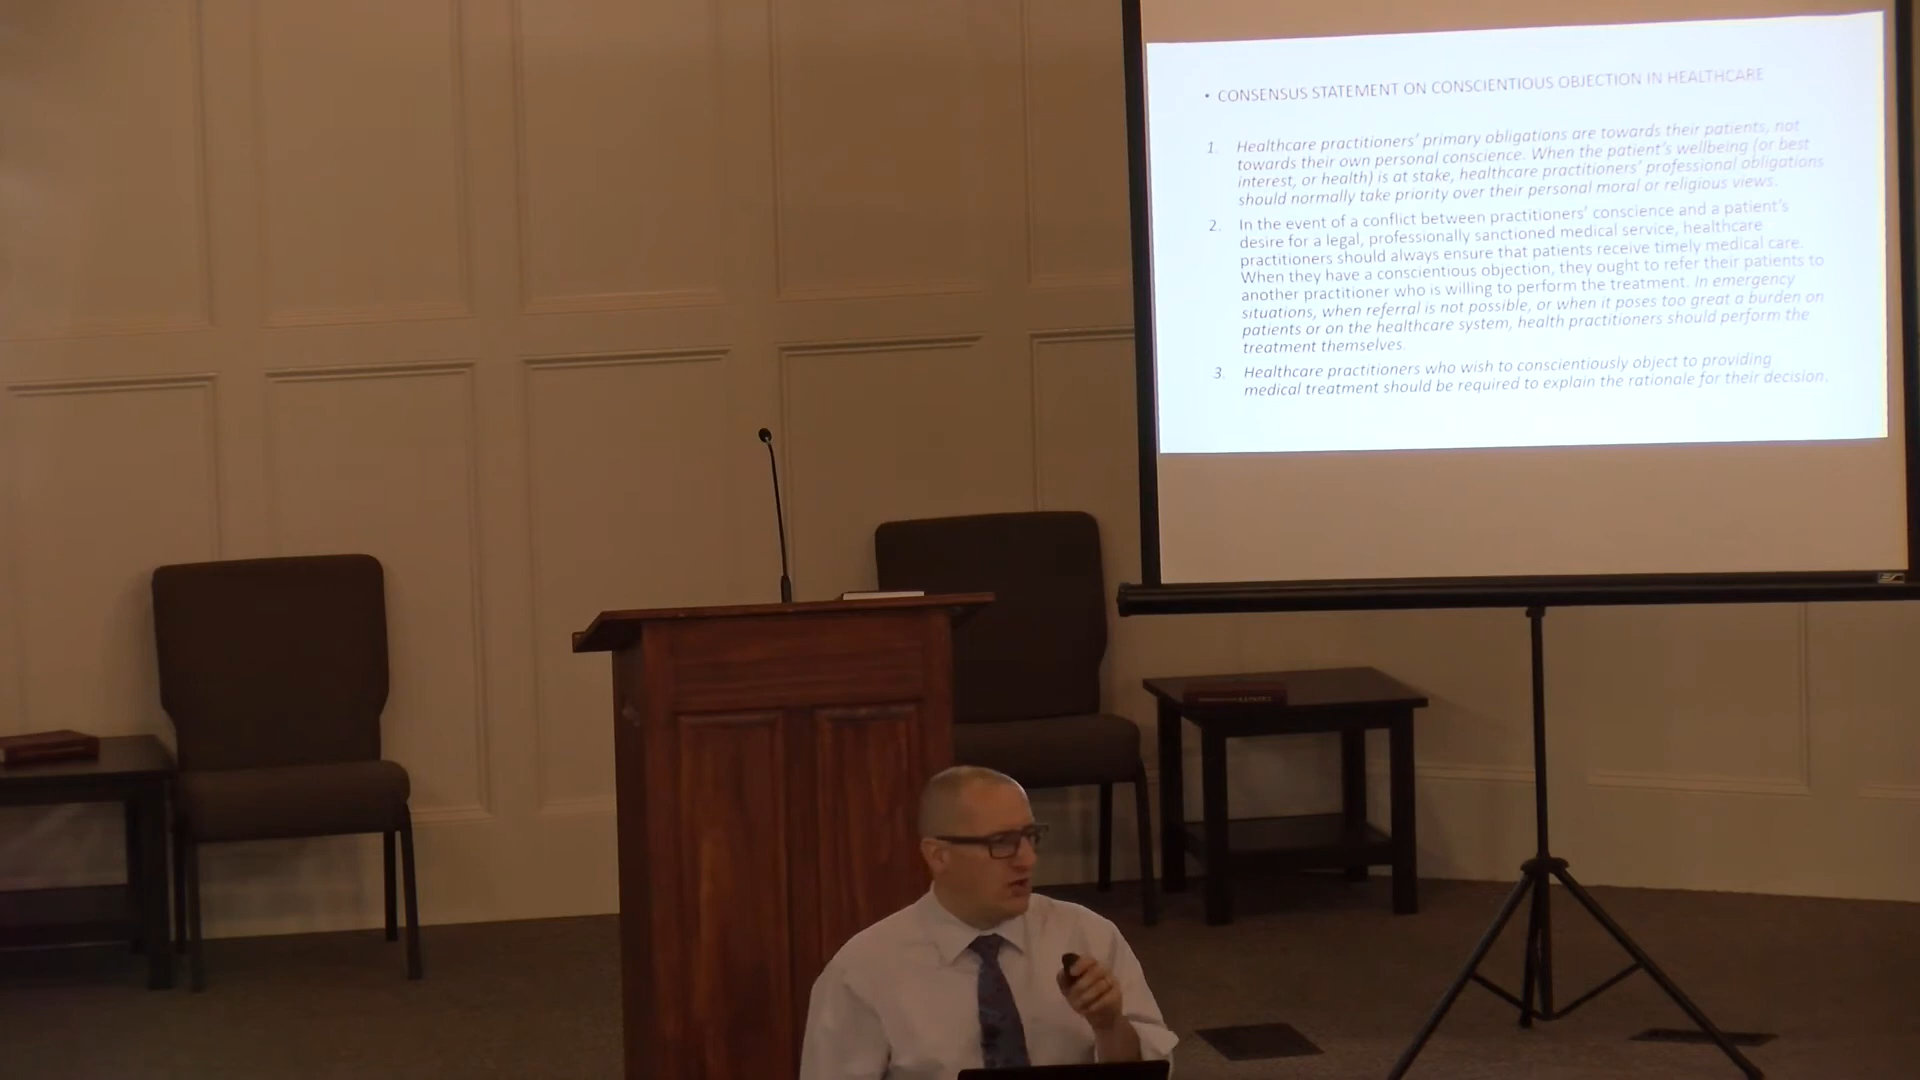 • CONSENSUS STATEMENT ON CONSCIENTIOUS OBJECTION IN HEALTHCARE
1. Healthcare practitioners' primary obligations are towards their patients, not
towards their own personal conscience. When the patient's wellbeing (or best
interest, or health) is at stake, healthcare practitioners' professional obligations
should normally take priority over their personal moral or religious views.
2. In the event of a conflict between practitioners' conscience and a patient's
desire for a legal, professionally sanctioned medical service, healthcare
practitioners should always ensure that patients receive timely medical care.
When they have a conscientious objection, they ought to refer their patients to
another practitioner who is willing to perform the treatment. In emergency
situations, when referral is not possible, or when it poses too great a burden on
patients or on the healthcare system, health practitioners should perform the
treatment themselves.
3. Healthcare practitioners who wish to conscientiously object to providing
medical treatment should be required to explain the rationale for their decision.